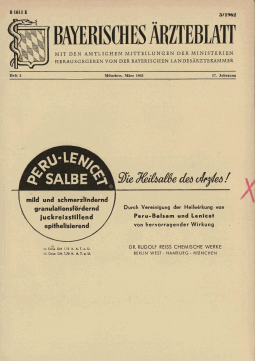 B 1611 E
3/1962
BAYERISCHES ÄRZTEBLATT
MIT DEN AMTLICHEN MITTEILUNGEN DER MINISTERIEN
HERAUSGEGEBEN VON DER BAYERISCHEN LANDESÄRZTEKAMMER
Heft 3
München, März 1962
17. Jahrgang
PERU-LENICET
SALBE
Die Heilsalbe des Arztes!
mild und schmerzlindernd
granulationsfördernd
juckreizstillend
epithelisierend
Durch Vereinigung der Heilwirkung von
Peru-Balsam und Lenicet
von hervorragender Wirkung
DR. RUDOLF REISS CHEMISCHE WERKE
BERLIN WEST · HAMBURG · MÜNCHEN